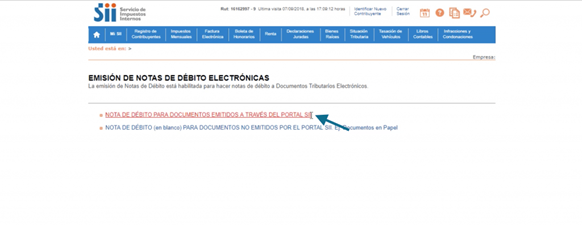 sii Servicio de Impuestos Internos
Rut Ultima visita 07/08/2018, a las 17:09:12 horas
Identificar Nuevo Contribuyente
Cerrar Sesión
Mi SII
Registro de Contribuyentes
Impuestos Mensuales
Factura Electrónica
Boleta de Honorarios
Renta
Declaraciones Juradas
Bienes Raíces
Situación Tributaria
Tasación de Vehículos
Libros Contables
Infracciones y Condonaciones
Usted está en: >
Empresa:
EMISIÓN DE NOTAS DE DÉBITO ELECTRÓNICAS
La emisión de Notas de Débito está habilitada para hacer notas de débito a Documentos Tributarios Electrónicos
NOTA DE DÉBITO PARA DOCUMENTOS EMITIDOS A TRAVÉS DEL PORTAL SII
NOTA DE DÉBITO (en blanco) PARA DOCUMENTOS NO EMITIDOS POR EL PORTAL SII. Documentos en Papel